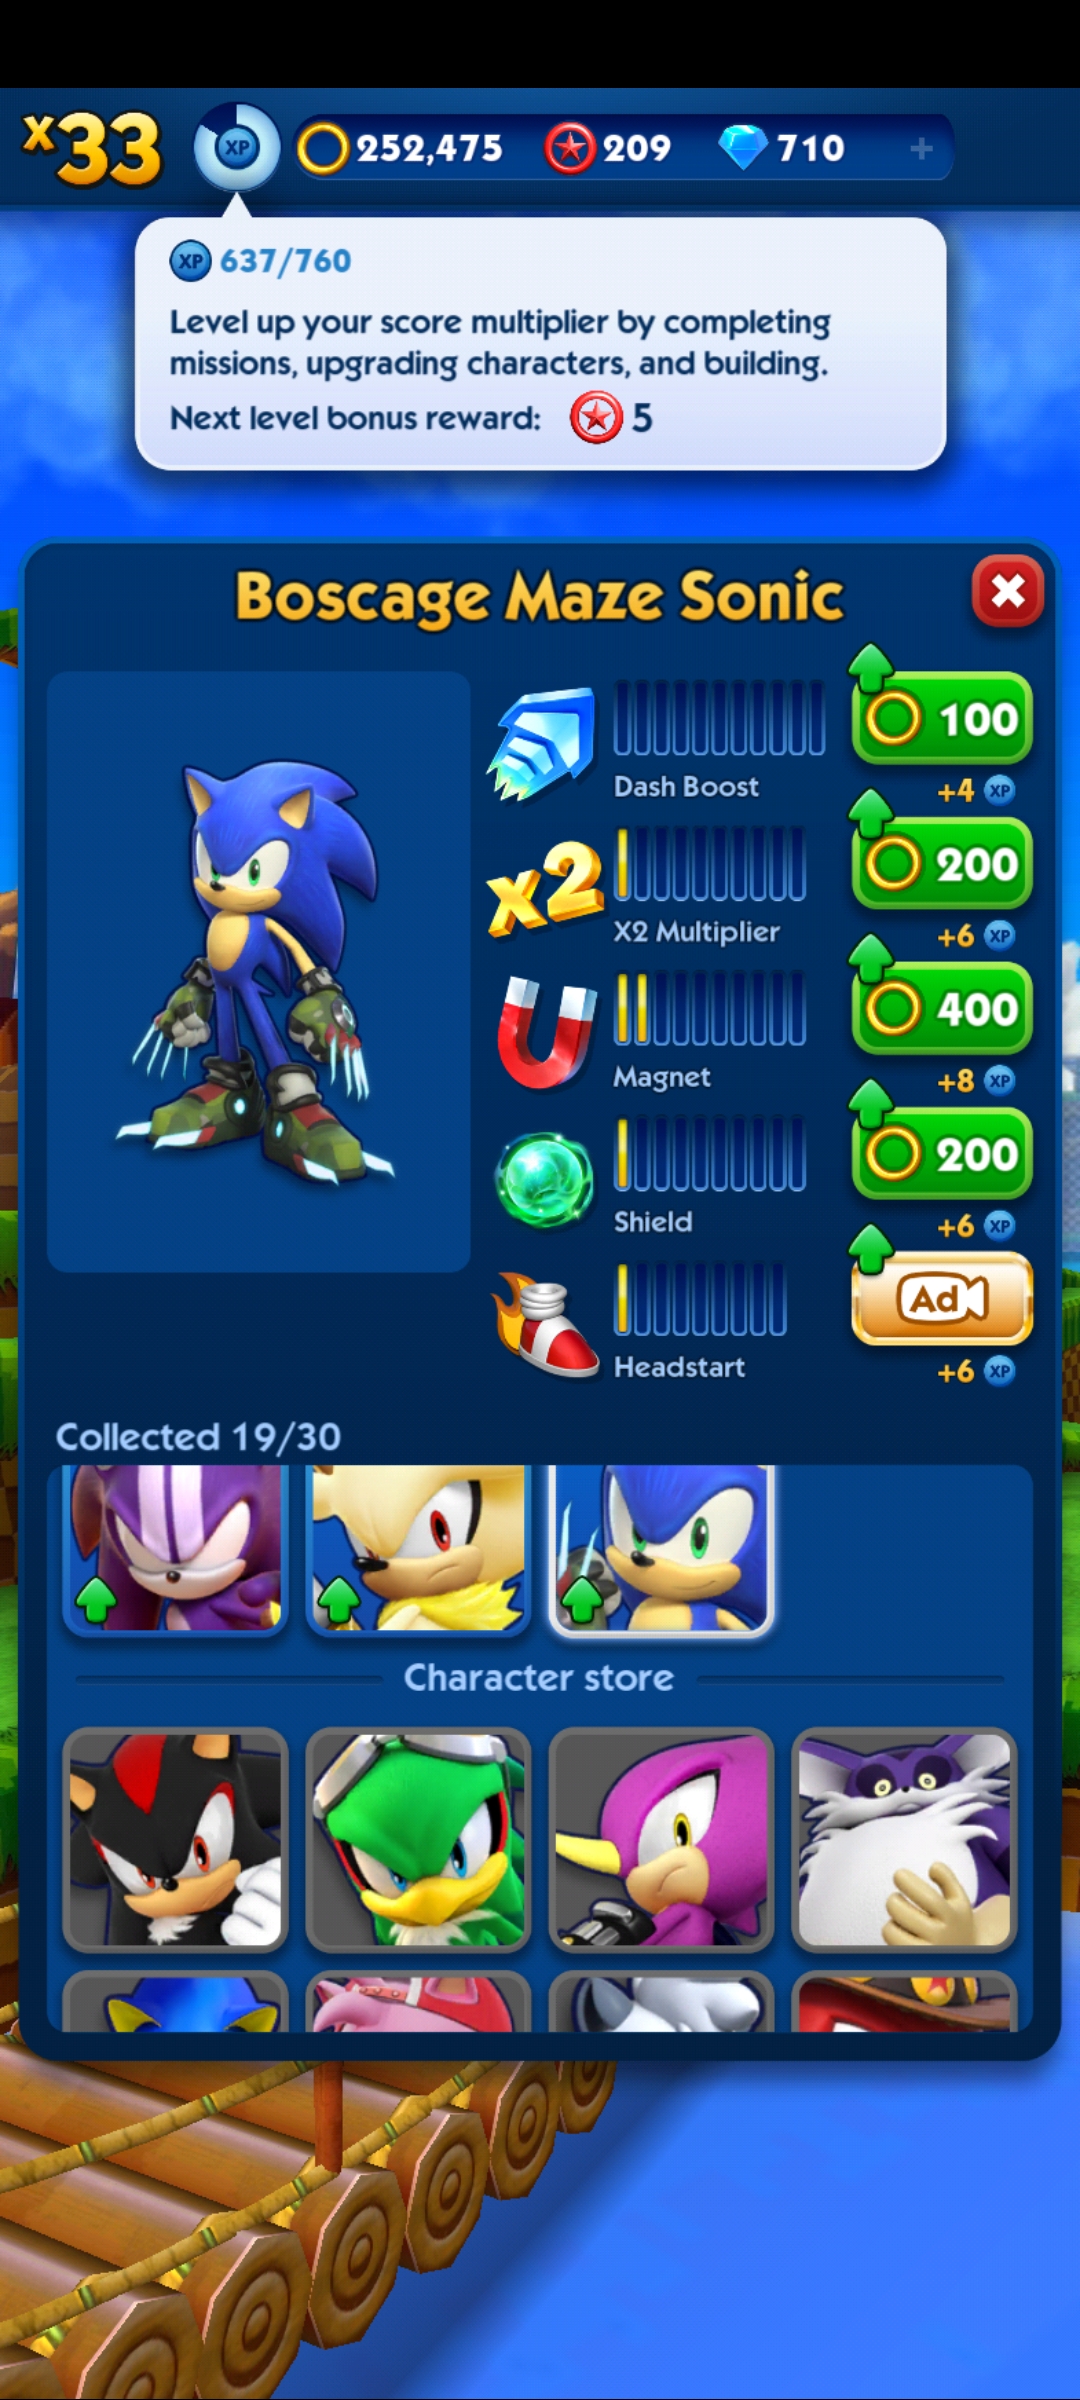 x33 XP 252,475 209 710 +
XP 637/760
Level up your score multiplier by completing
missions, upgrading characters, and building.
Next level bonus reward: 5
Boscage Maze Sonic
100
Dash Boost
+4 XP
x2
200
X2 Multiplier
+6 XP
400
Magnet
+8 XP
200
Shield
+6 XP
Ad
Headstart
+6 XP
Collected 19/30
Character store